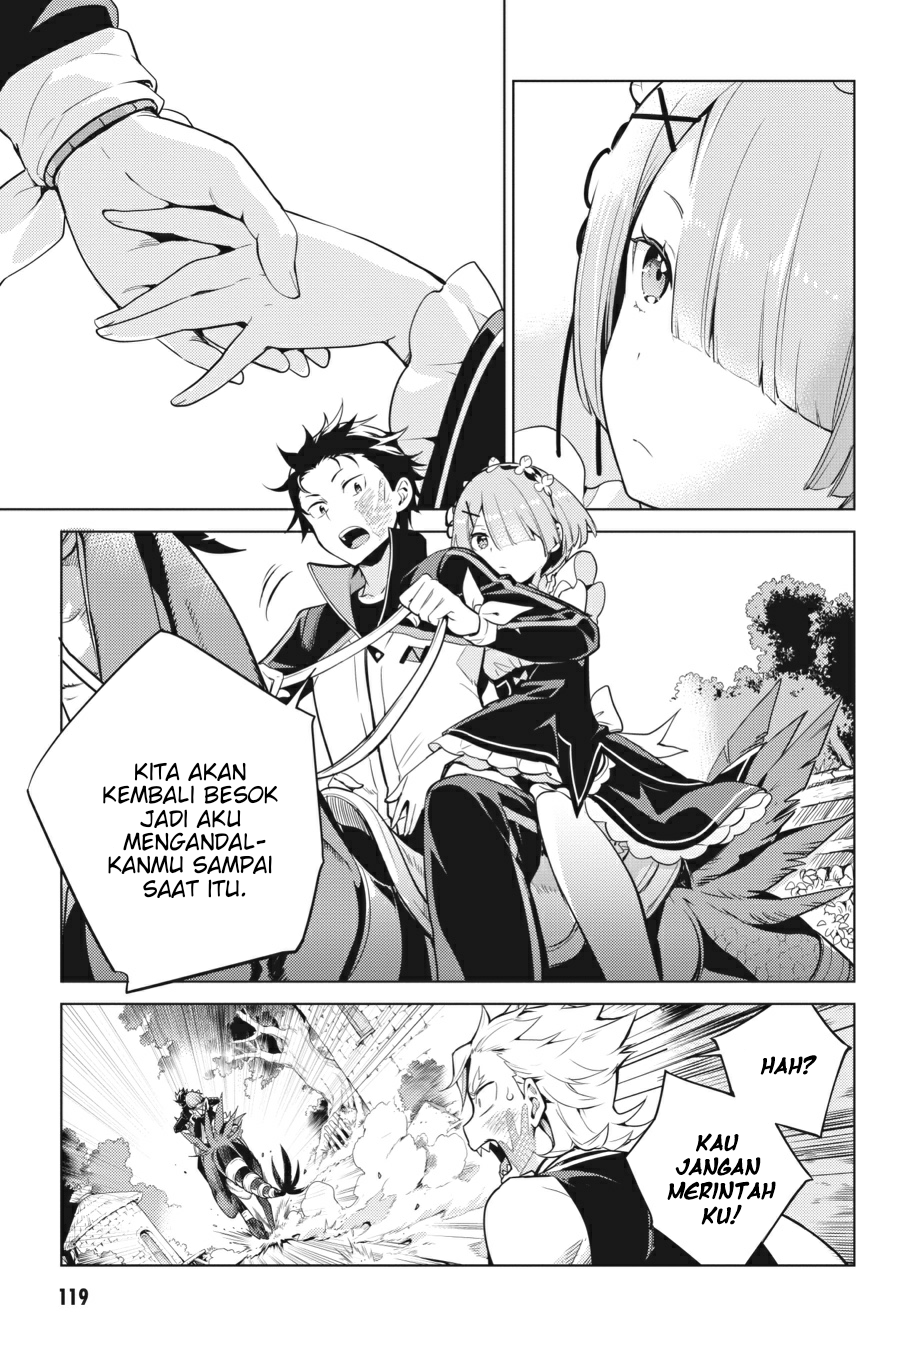 KITA AKAN
KEMBALI BESOK
JADI AKU
MENGANDAL-
KANMU SAMPAI
SAAT ITU.
HAH?
KAU
JANGAN
MERINTAH
KU!
119